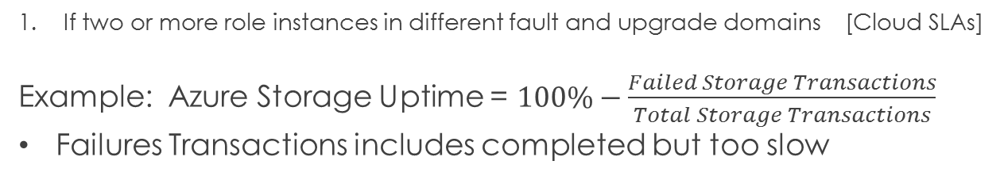 1. If two or more role instances in different fault and upgrade domains [Cloud SLAs]
Example: Azure Storage Uptime = 100% − Failed Storage Transactions / Total Storage Transactions
• Failures Transactions includes completed but too slow